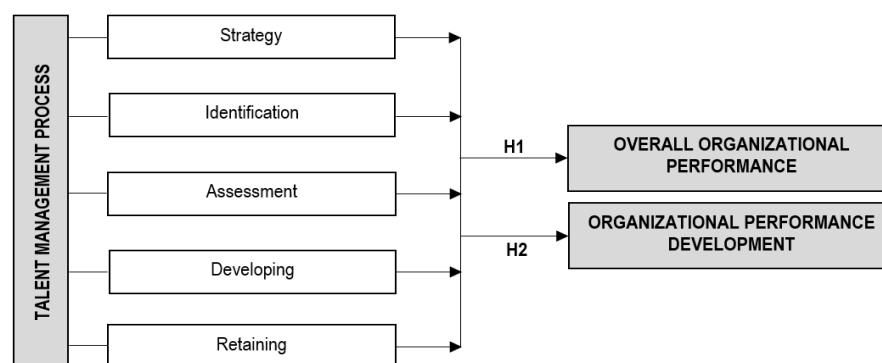 TALENT MANAGEMENT PROCESS
Strategy
Identification
Assessment
Developing
Retaining
H1
H2
OVERALL ORGANIZATIONAL
PERFORMANCE
ORGANIZATIONAL PERFORMANCE
DEVELOPMENT